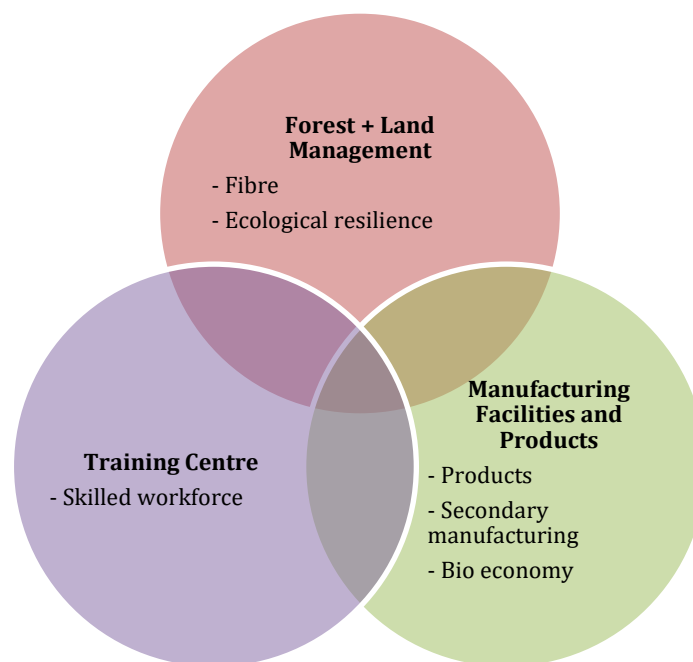 Forest + Land
Management
- Fibre
- Ecological resilience
Training Centre
- Skilled workforce
Manufacturing
Facilities and
Products
- Products
- Secondary
manufacturing
- Bio economy